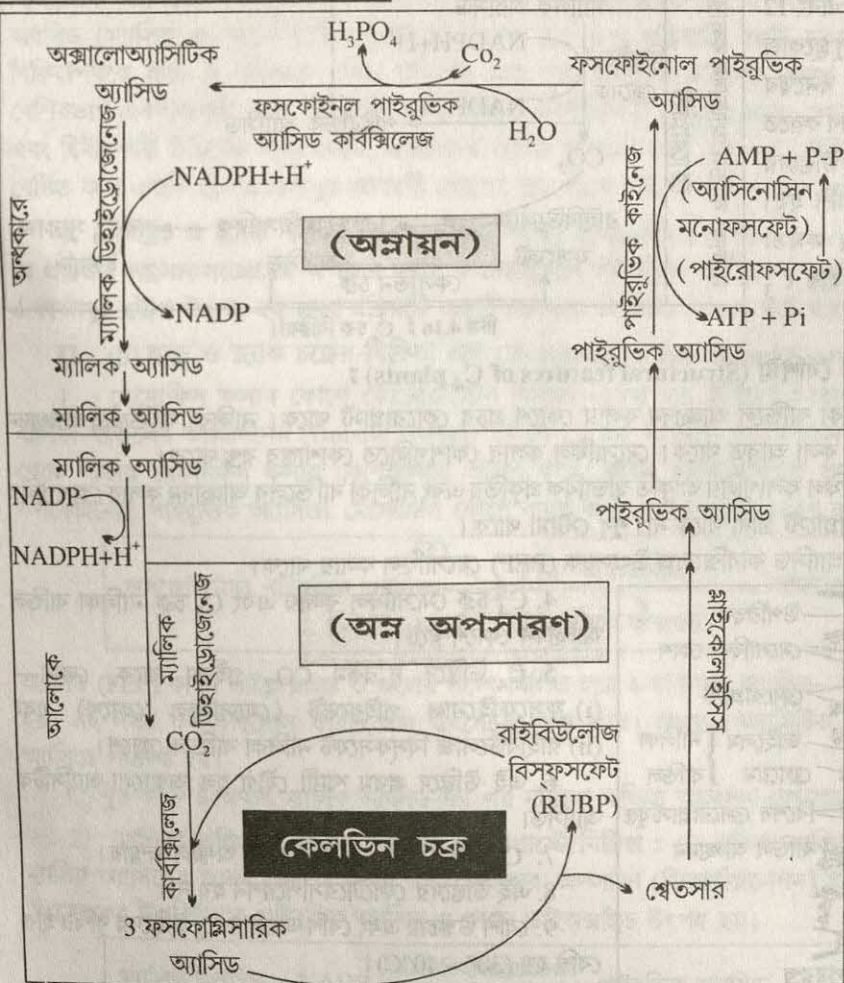 H3PO4
Co2
অক্সালোঅ্যাসিটিক
অ্যাসিড
ফসফোইনল পাইরুভিক
অ্যাসিড কার্বক্সিলেজ
H2O
ফসফোইনোল পাইরুভিক
অ্যাসিড
অন্ধকারে
ম্যালিক ডিহাইড্রোজেনেজ
NADPH+H+
NADP
(অম্লায়ন)
পাইরুভিক কাইনেজ
AMP + P-P
(অ্যাসিনোসিন
মনোফসফেট)
(পাইরোফসফেট)
ATP + Pi
পাইরুভিক অ্যাসিড
ম্যালিক অ্যাসিড
ম্যালিক অ্যাসিড
ম্যালিক অ্যাসিড
NADP
NADPH+H+
আলোকে
ম্যালিক
ডিহাইড্রোজেনেজ
(অম্ল অপসারণ)
পাইরুভিক অ্যাসিড
গ্লাইকোলাইসিস
CO2
রাইবিউলোজ
বিসফসফেট
(RUBP)
কার্বক্সিলেজ
কেলভিন চক্র
শ্বেতসার
3 ফসফোগ্লিসারিক
অ্যাসিড